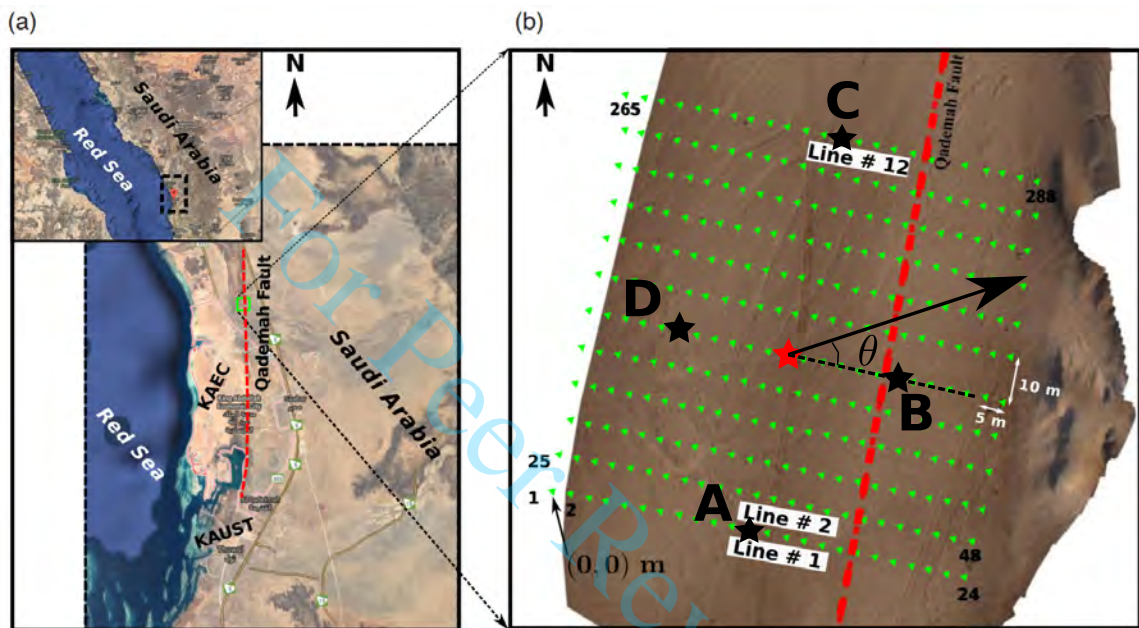 (a)
(b)
N
N
Saudi Arabia
Red Sea
Qademah Fault
KAEC
Saudi Arabia
Red Sea
KAUST
For Peer Re
C
265
Line # 12
Qademah Fault
288
D
θ
B
10 m
5 m
25
1
2
A
Line # 2
Line # 1
48
24
(0,0) m